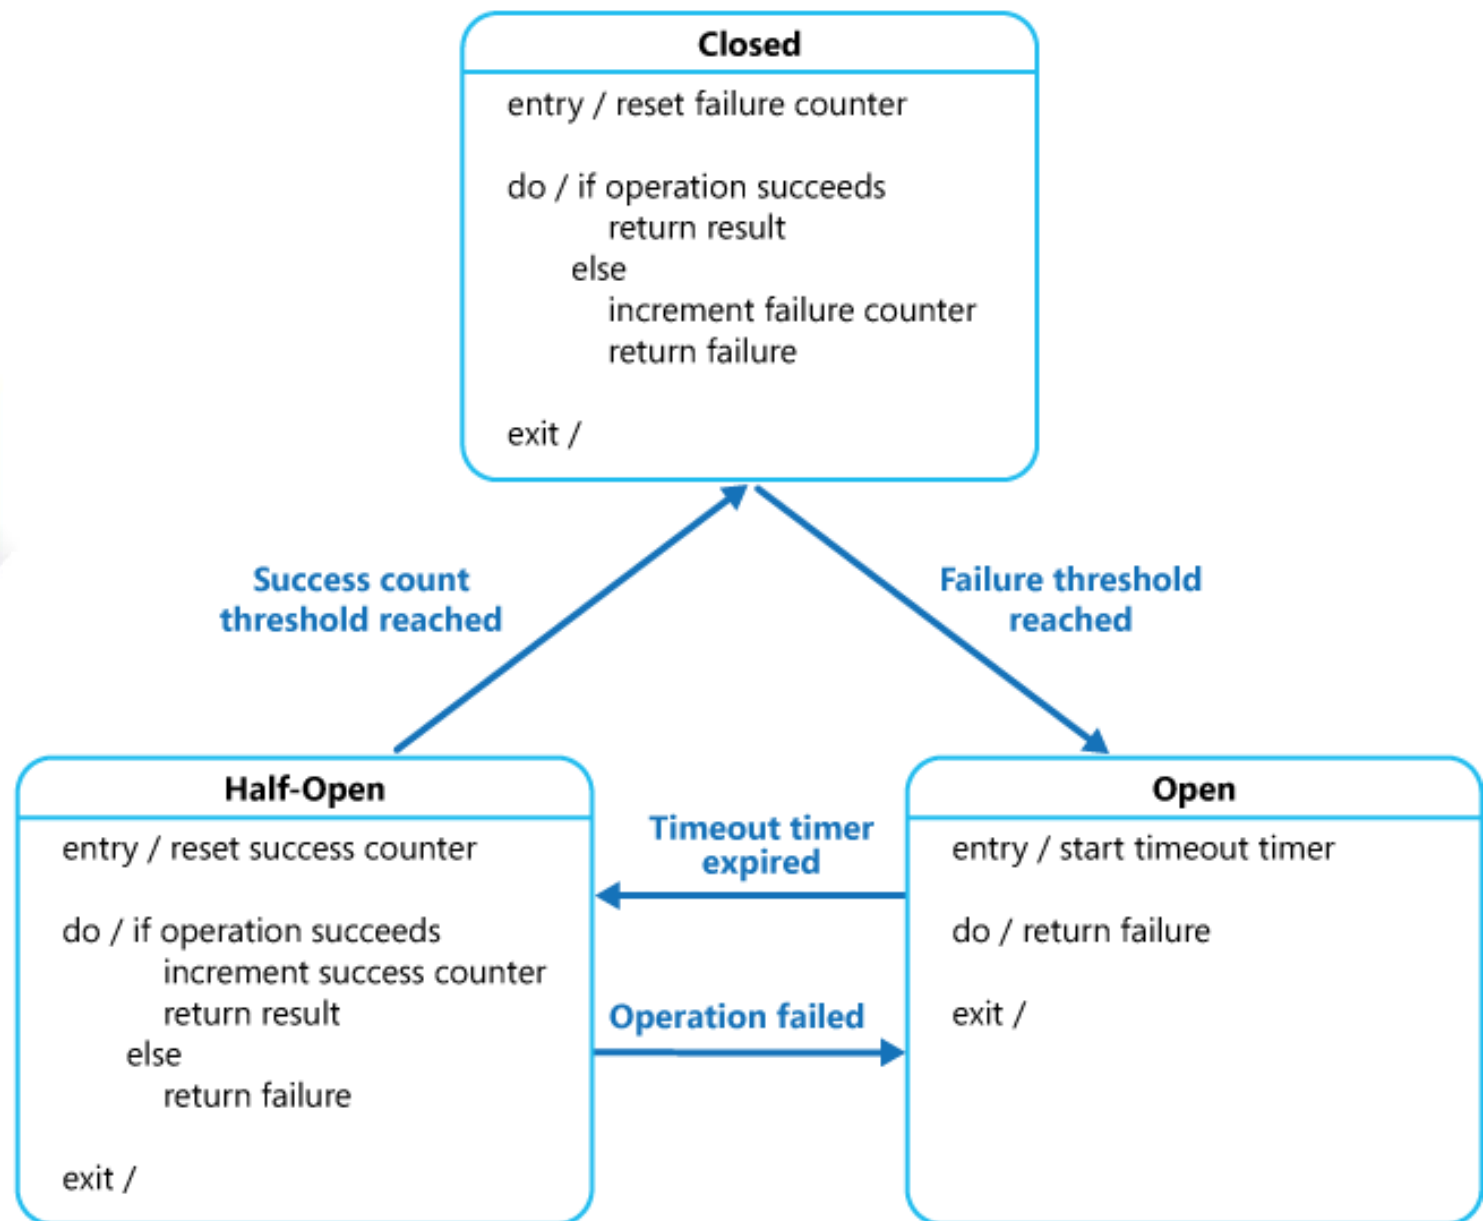 Closed
entry / reset failure counter
do / if operation succeeds
return result
else
increment failure counter
return failure
exit /
Success count
threshold reached
Failure threshold
reached
Half-Open
entry / reset success counter
do / if operation succeeds
increment success counter
return result
else
return failure
exit /
Timeout timer
expired
Operation failed
Open
entry / start timeout timer
do / return failure
exit /